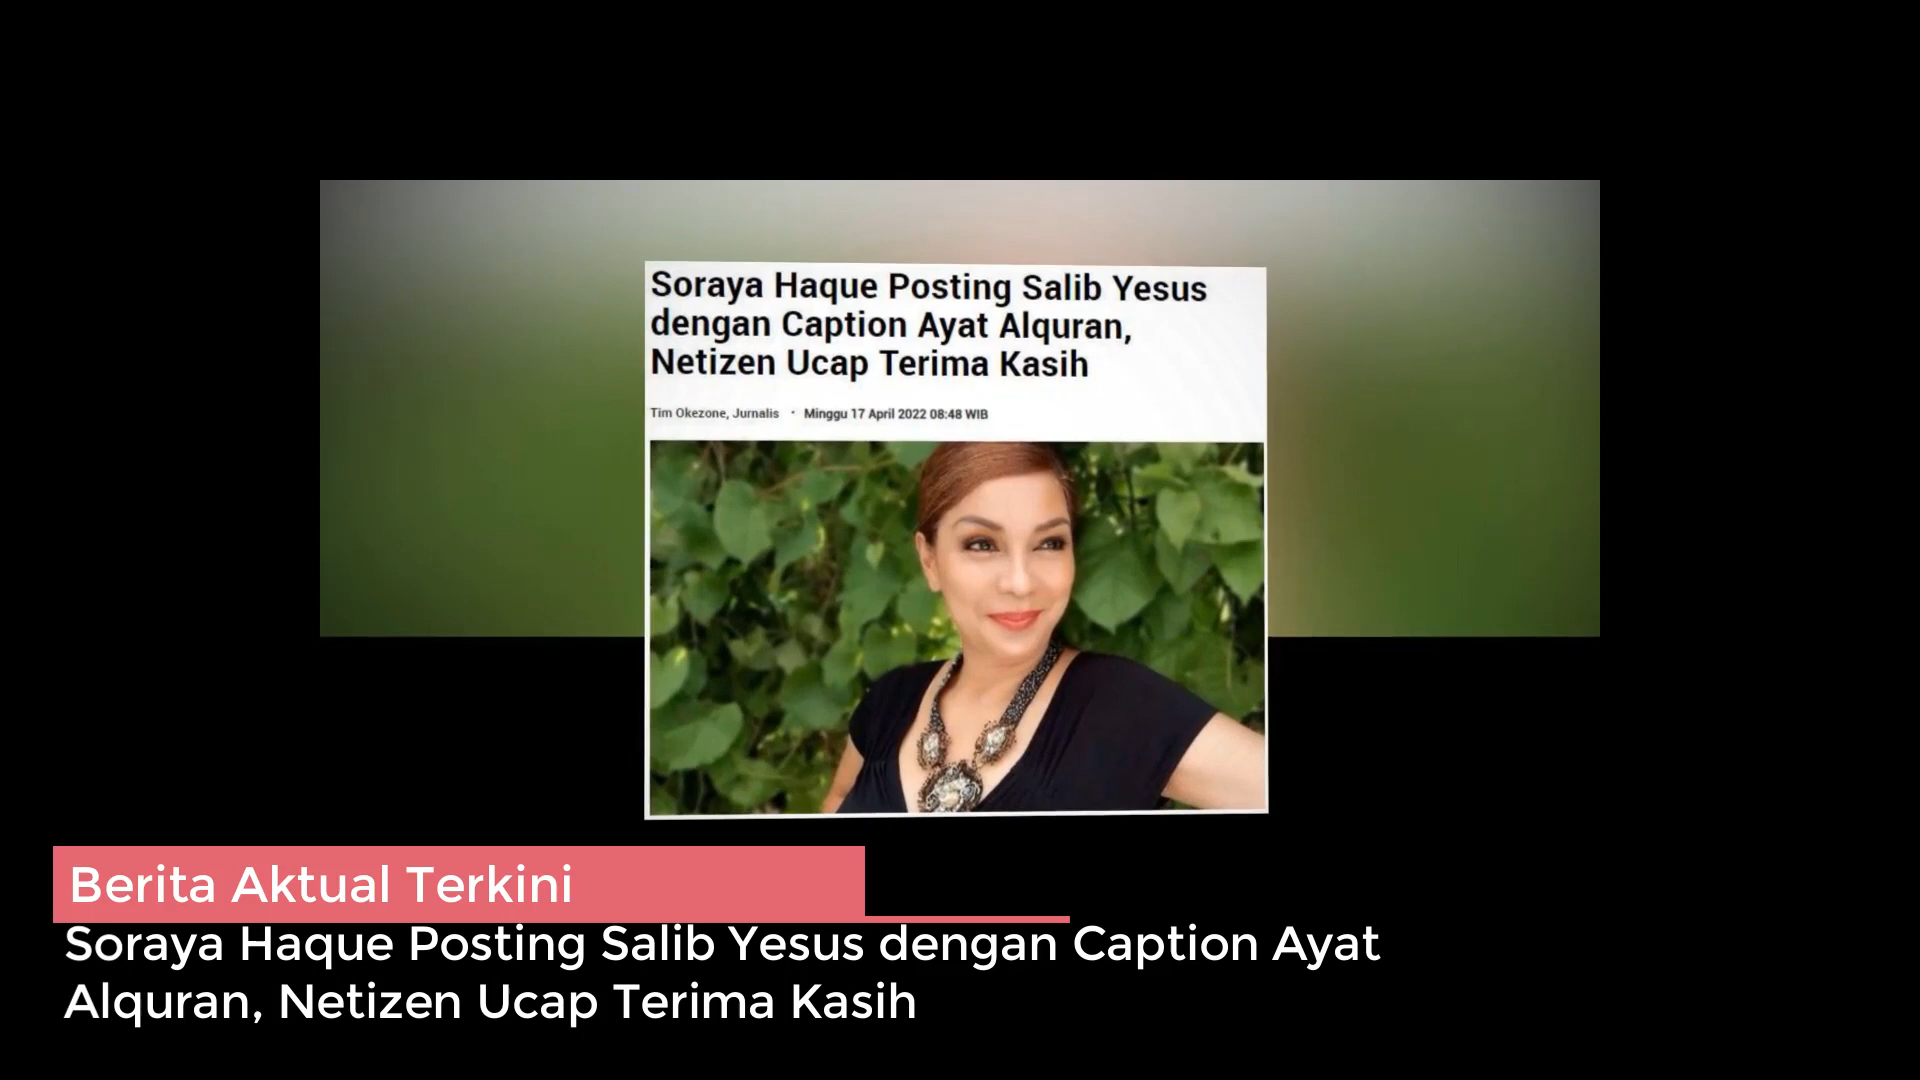 Soraya Haque Posting Salib Yesus
dengan Caption Ayat Alquran,
Netizen Ucap Terima Kasih
Tim Okezone, Jurnalis · Minggu 17 April 2022 08:48 WIB
Berita Aktual Terkini
Soraya Haque Posting Salib Yesus dengan Caption Ayat
Alquran, Netizen Ucap Terima Kasih